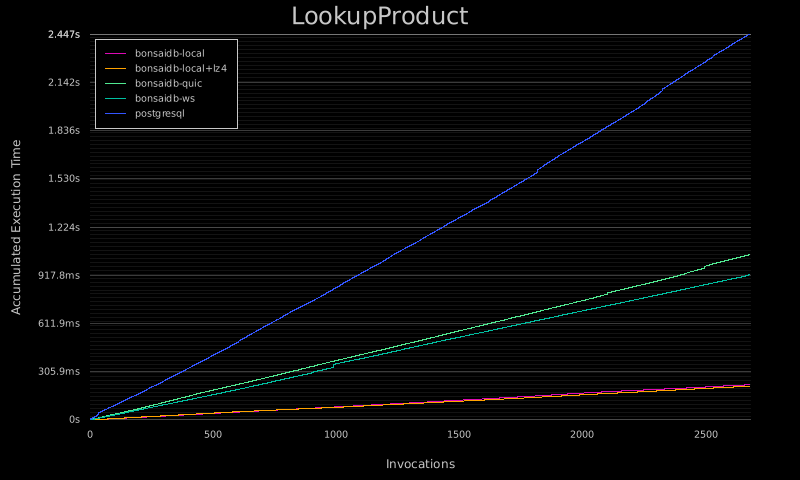 LookupProduct
2.447s
2.142s
1.836s
1.530s
1.224s
917.8ms
611.9ms
305.9ms
0s
Accumulated Execution Time
bonsaidb-local
bonsaidb-local+lz4
bonsaidb-quic
bonsaidb-ws
postgresql
0 500 1000 1500 2000 2500
Invocations